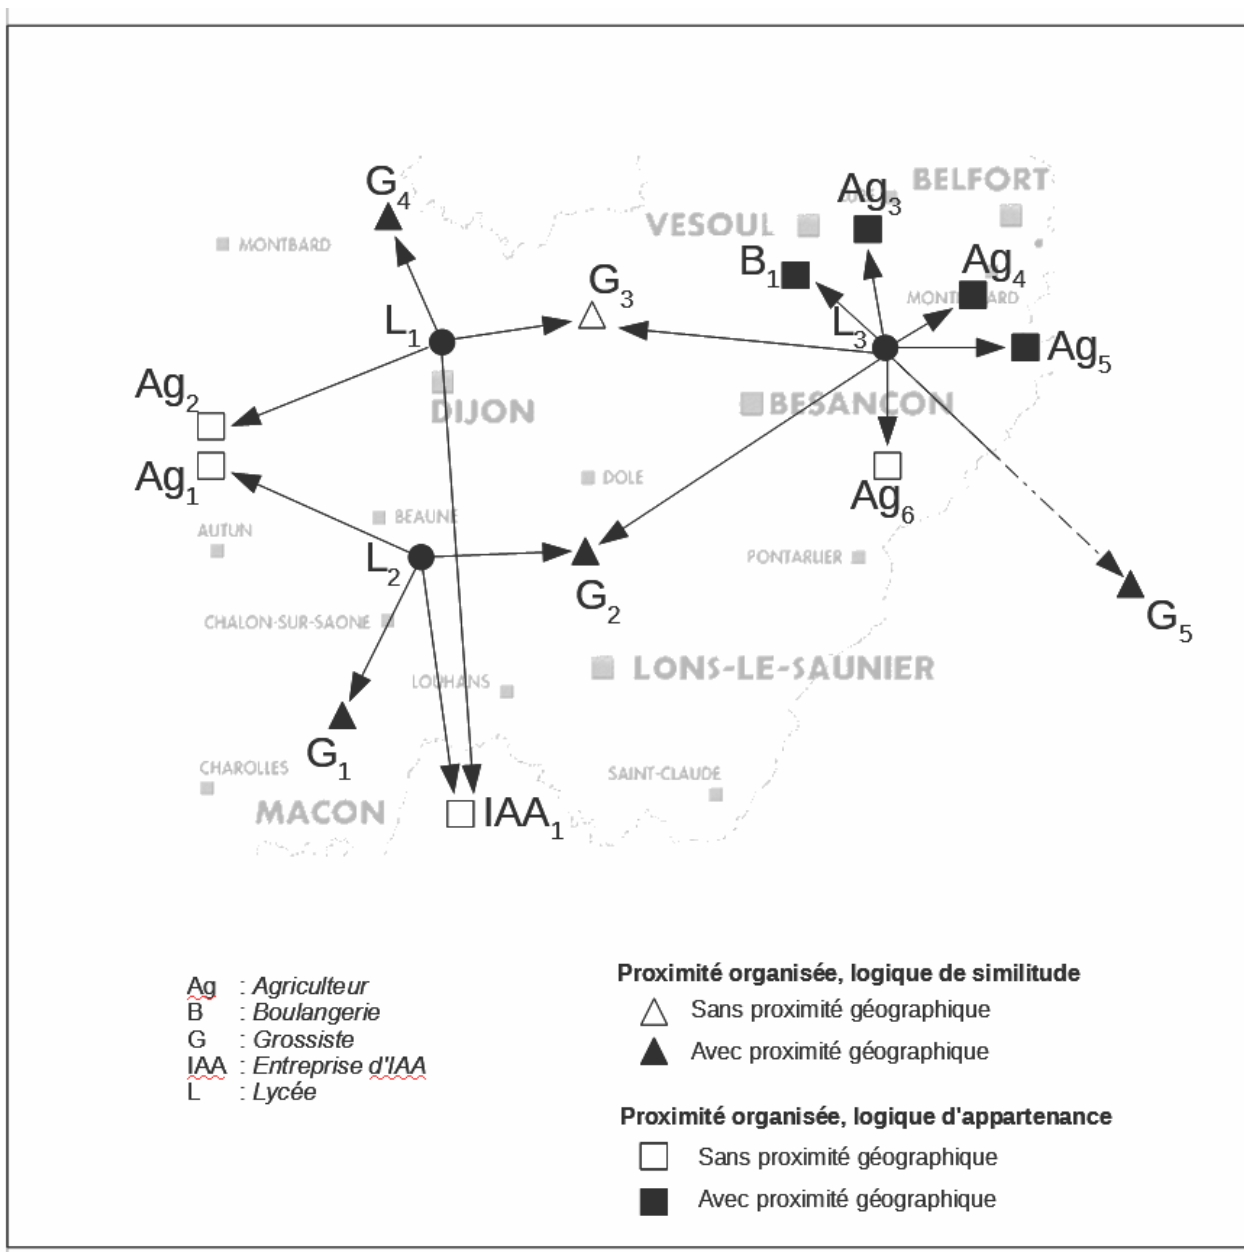 G4
Ag3
BELFORT
VESOUL
MONTBARD
B1
Ag4
G3
MONTBÉLIARD
L1
L3
Ag5
Ag2
DIJON
BESANCON
Ag1
DOLE
Ag6
BEAUNE
AUTUN
L2
PONTARLIER
G2
G5
CHALON-SUR-SAONE
LONS-LE-SAUNIER
LOUHANS
G1
CHAROLLES
SAINT-CLAUDE
MACON
IAA1
Ag : Agriculteur
B : Boulangerie
G : Grossiste
IAA : Entreprise d'IAA
L : Lycée
Proximité organisée, logique de similitude
Sans proximité géographique
Avec proximité géographique
Proximité organisée, logique d'appartenance
Sans proximité géographique
Avec proximité géographique